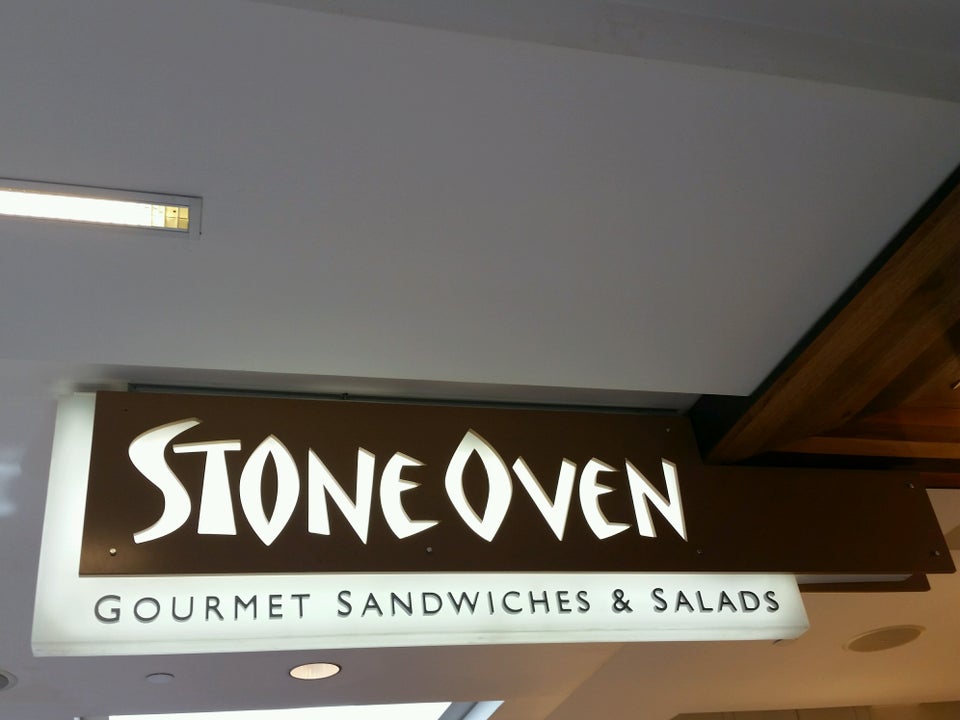 STONE OVEN
GOURMET SANDWICHES & SALADS